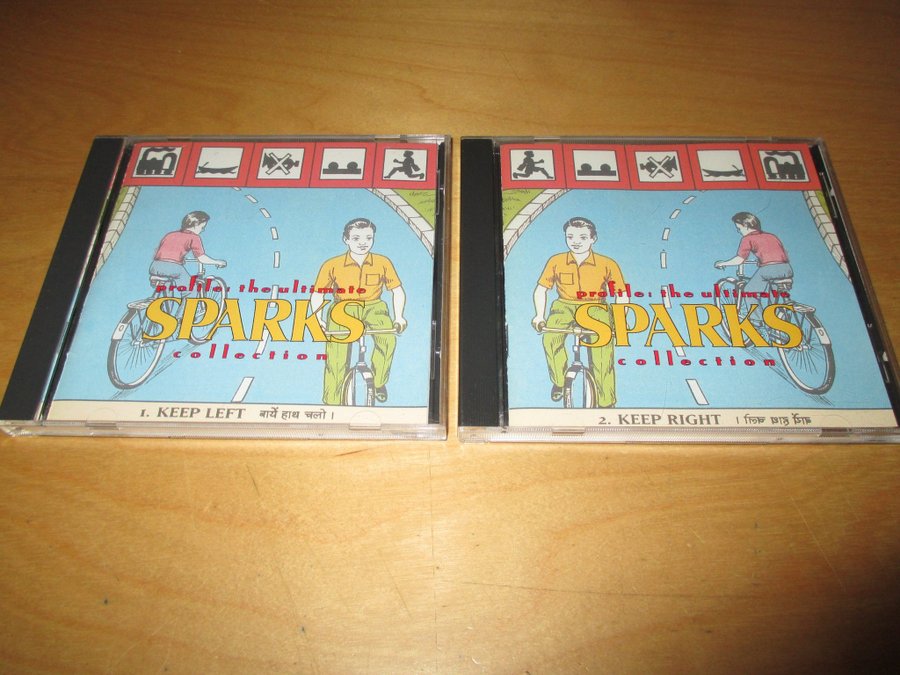 profile: the ultimate
SPARKS
collection
1. KEEP LEFT बायें हाथ चलो।
profile: the ultimate
SPARKS
collection
2. KEEP RIGHT